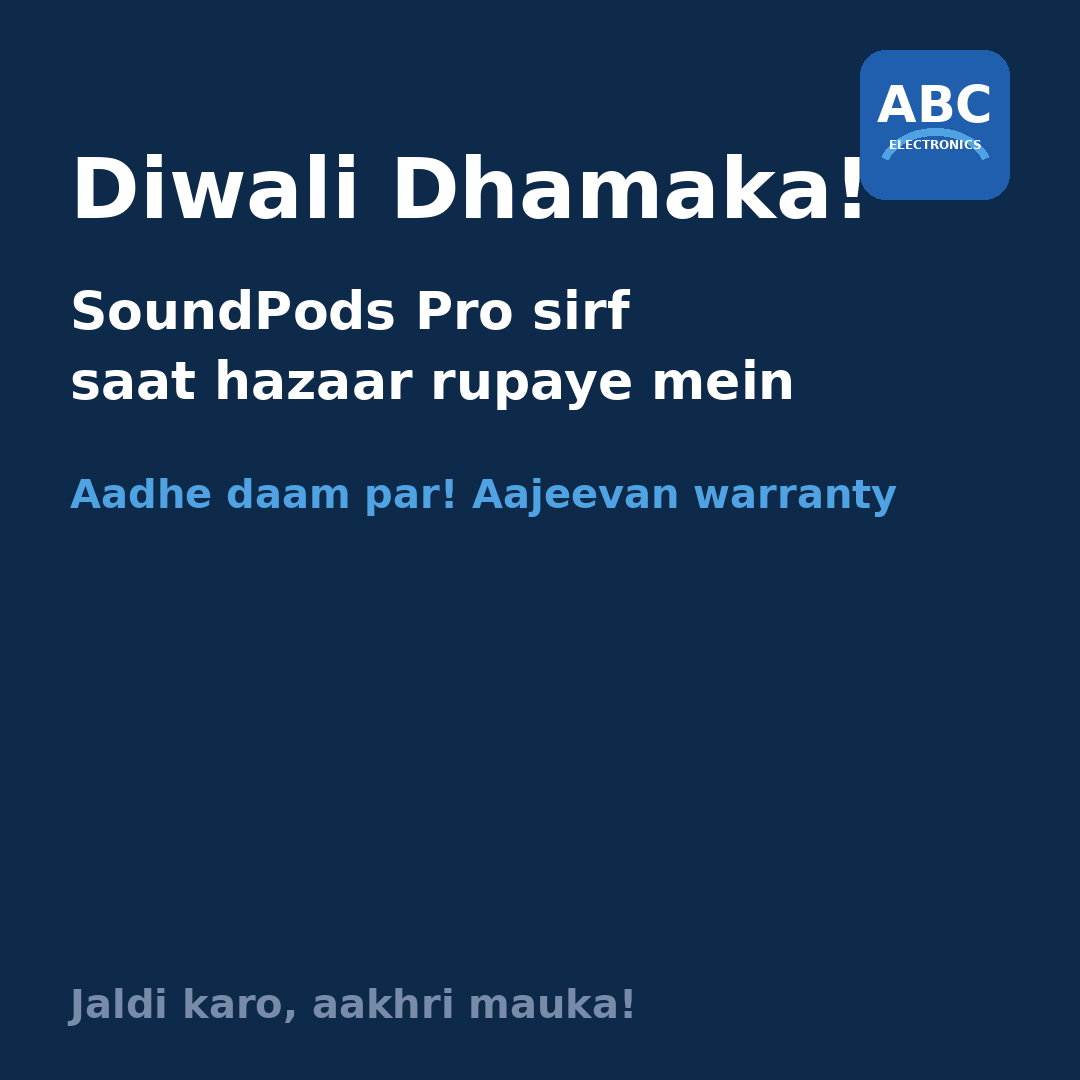 ABC
ELECTRONICS
Diwali Dhamaka!
SoundPods Pro sirf
saat hazaar rupaye mein
Aadhe daam par! Aajeevan warranty
Jaldi karo, aakhri mauka!